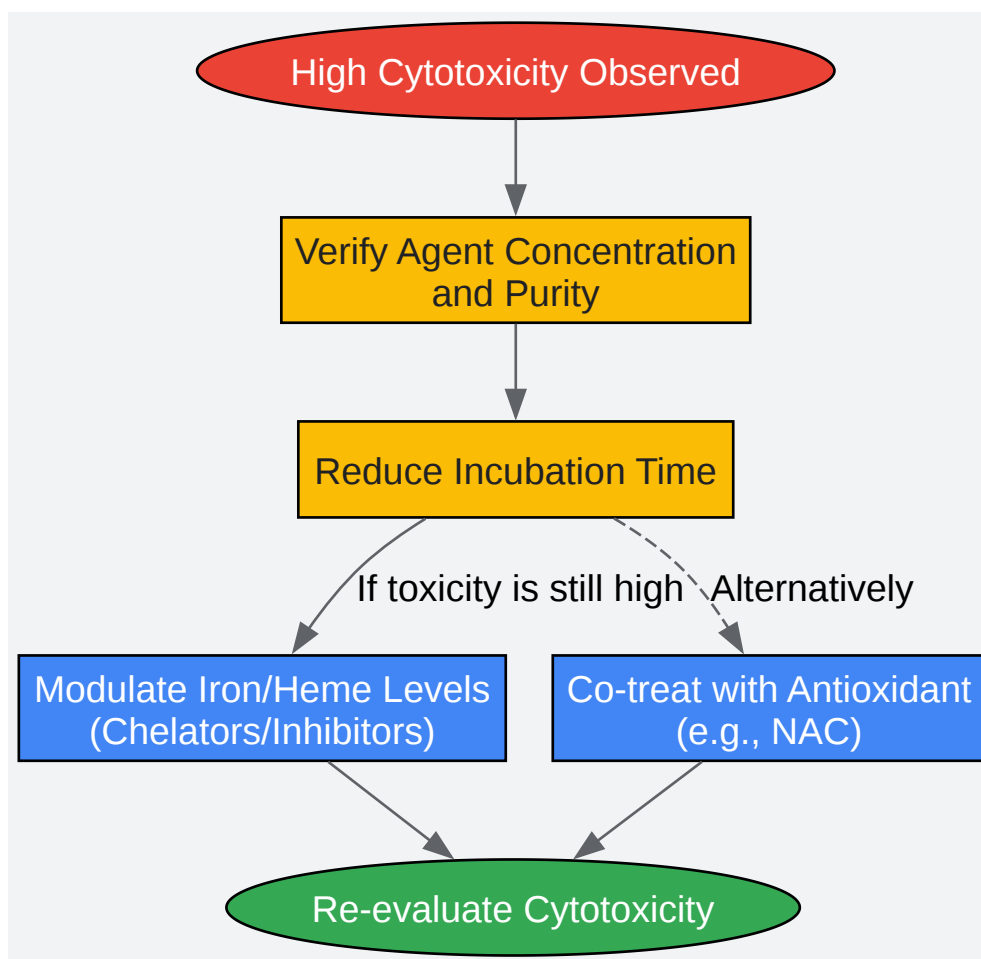 High Cytotoxicity Observed
Verify Agent Concentration
and Purity
Reduce Incubation Time
If toxicity is still high
Alternatively
Modulate Iron/Heme Levels
(Chelators/Inhibitors)
Co-treat with Antioxidant
(e.g., NAC)
Re-evaluate Cytotoxicity